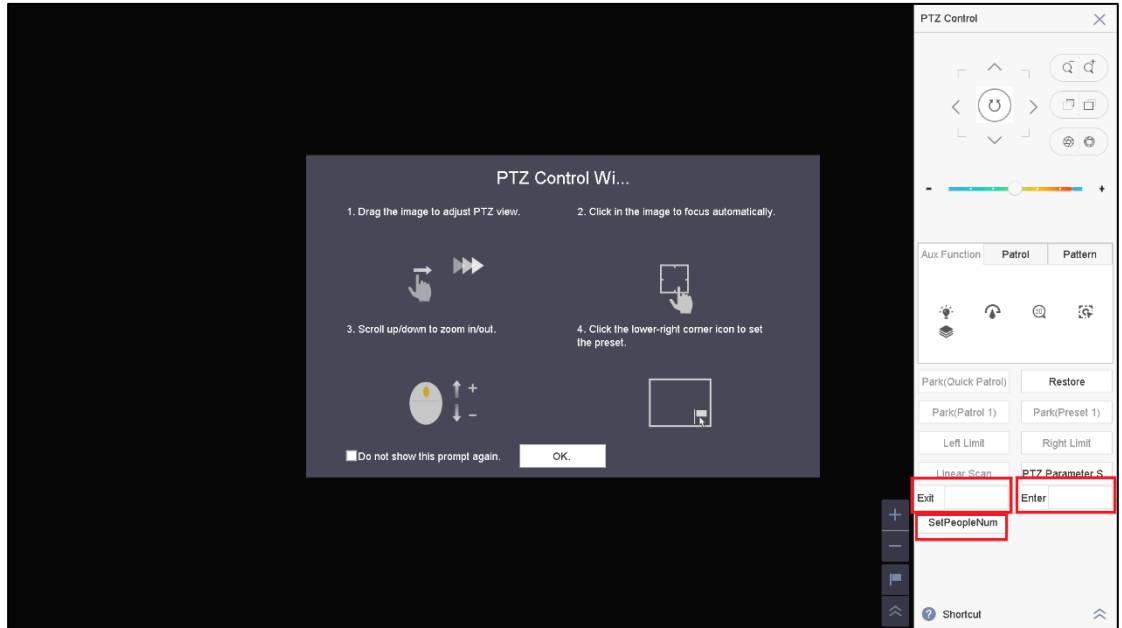 PTZ Control
PTZ Control Wi...
1. Drag the image to adjust PTZ view.
2. Click in the image to focus automatically.
3. Scroll up/down to zoom in/out.
4. Click the lower-right corner icon to set
the preset.
Do not show this prompt again.
OK.
- +
Aux Function Patrol Pattern
Park(Quick Patrol) Restore
Park(Patrol 1) Park(Preset 1)
Left Limit Right Limit
Linear Scan PTZ Parameter S...
Exit Enter
SetPeopleNum
Shortcut